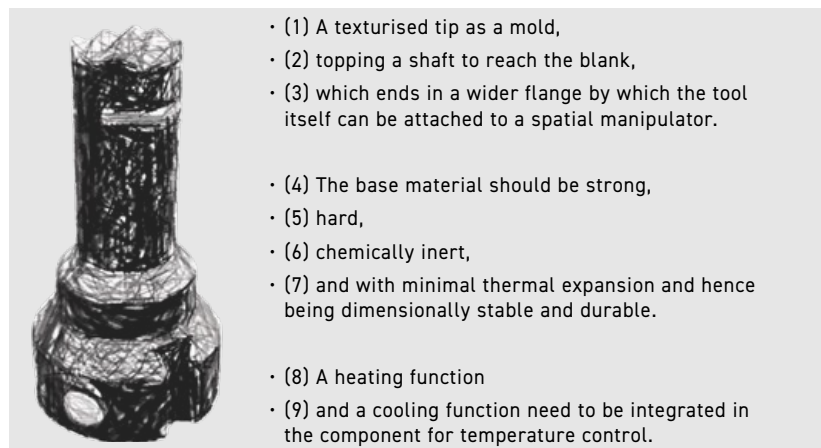 · (1) A texturised tip as a mold,
· (2) topping a shaft to reach the blank,
· (3) which ends in a wider flange by which the tool
itself can be attached to a spatial manipulator.
· (4) The base material should be strong,
· (5) hard,
· (6) chemically inert,
· (7) and with minimal thermal expansion and hence
being dimensionally stable and durable.
· (8) A heating function
· (9) and a cooling function need to be integrated in
the component for temperature control.